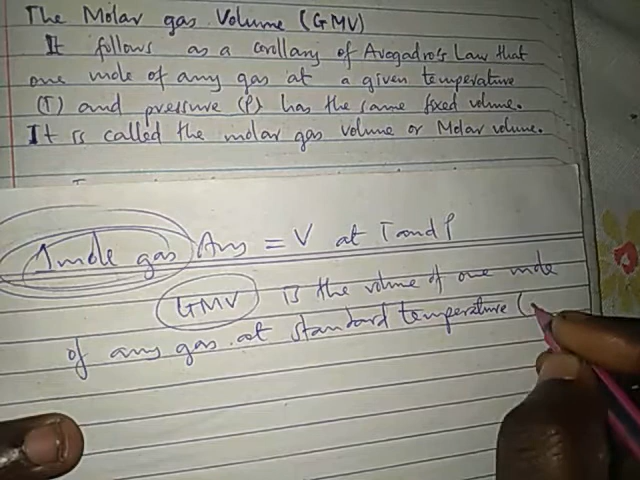 The Molar gas Volume (GMV)
It follows as a corollary of Avogadro's Law that
one mole of any gas at a given temperature
(T) and pressure (P) has the same fixed volume.
It is called the molar gas volume or Molar volume.
1 mole gas Any = V at T and P
GMV is the volume of one mole
of any gas at standard temperature (